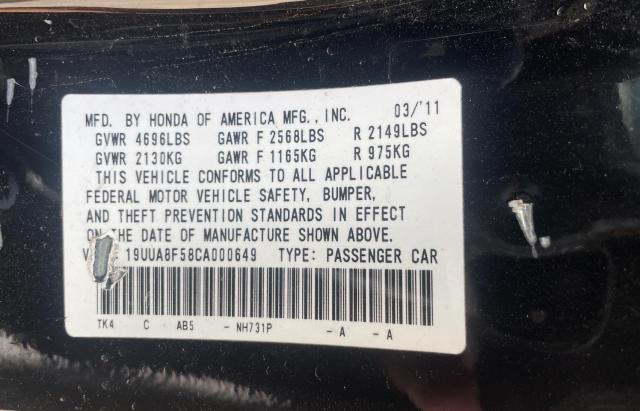 MFD. BY HONDA OF AMERICA MFG., INC. 03/'11
GVWR 4696LBS GAWR F 2568LBS R 2149LBS
GVWR 2130KG GAWR F 1165KG R 975KG
THIS VEHICLE CONFORMS TO ALL APPLICABLE
FEDERAL MOTOR VEHICLE SAFETY, BUMPER,
AND THEFT PREVENTION STANDARDS IN EFFECT
ON THE DATE OF MANUFACTURE SHOWN ABOVE.
V 19UUA8F58CA000649 TYPE: PASSENGER CAR
TK4 C AB5 - NH731P - A - A